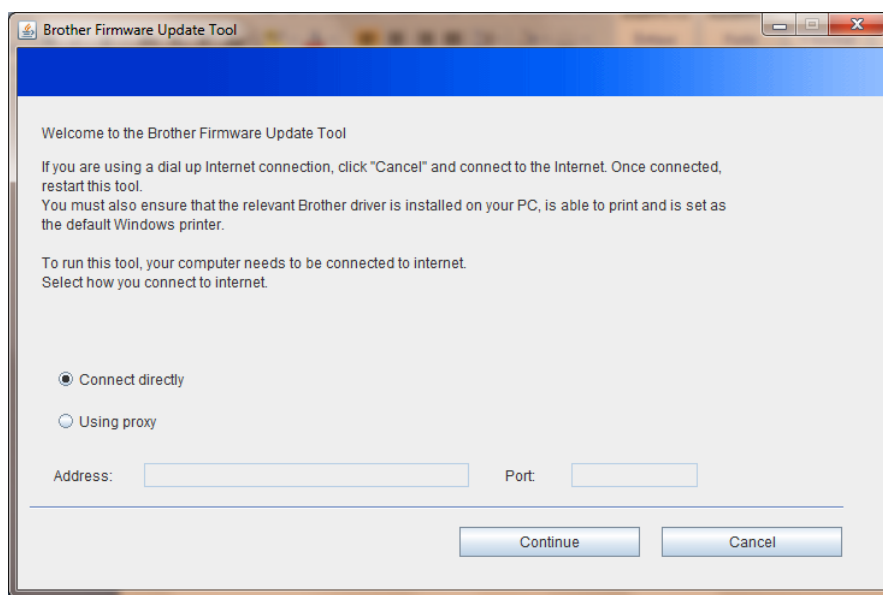 Brother Firmware Update Tool
Welcome to the Brother Firmware Update Tool
If you are using a dial up Internet connection, click "Cancel" and connect to the Internet. Once connected,
restart this tool.
You must also ensure that the relevant Brother driver is installed on your PC, is able to print and is set as
the default Windows printer.
To run this tool, your computer needs to be connected to internet.
Select how you connect to internet.
Connect directly
Using proxy
Address:
Port:
Continue
Cancel